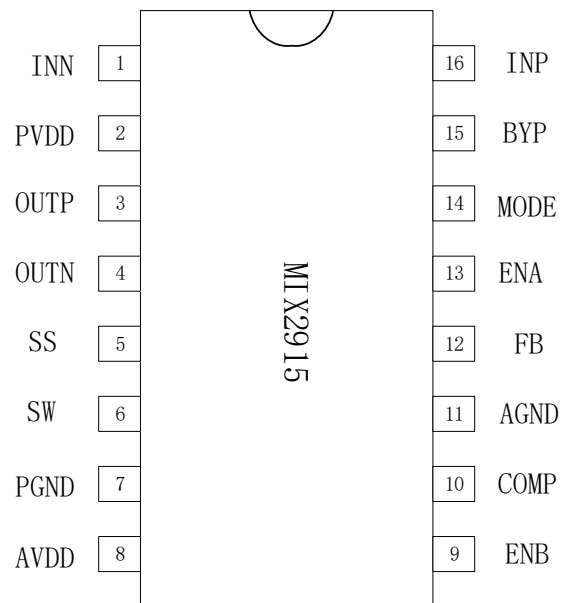 INN 1 16 INP
PVDD 2 15 BYP
OUTP 3 14 MODE
OUTN 4 13 ENA
SS 5 12 FB
SW 6 11 AGND
PGND 7 10 COMP
AVDD 8 9 ENB
MIX2915